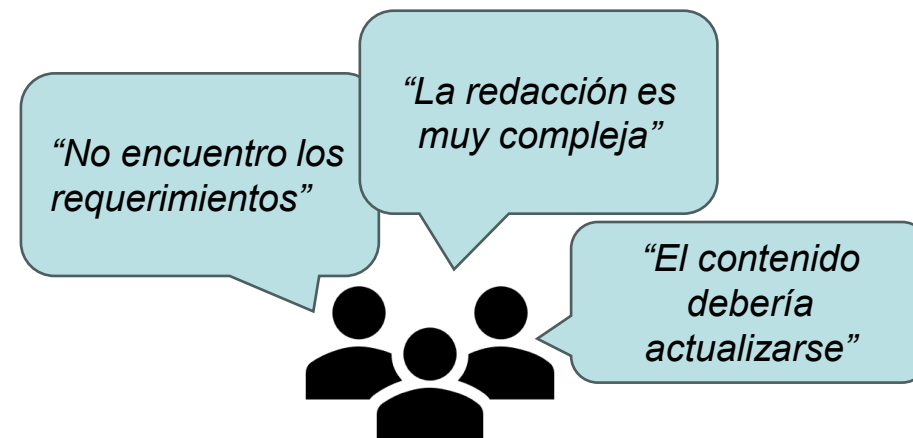 “No encuentro los
requerimientos”
“La redacción es
muy compleja”
“El contenido
debería
actualizarse”